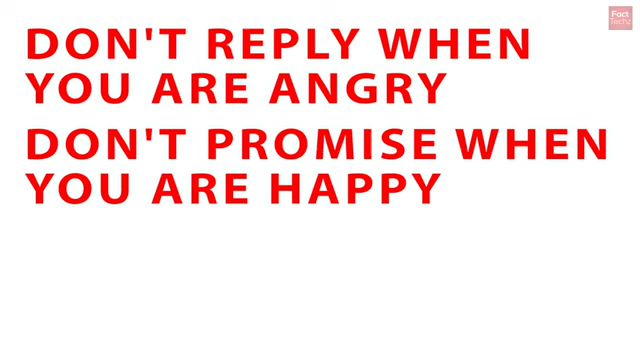 Fact
Techz
DON'T REPLY WHEN
YOU ARE ANGRY
DON'T PROMISE WHEN
YOU ARE HAPPY